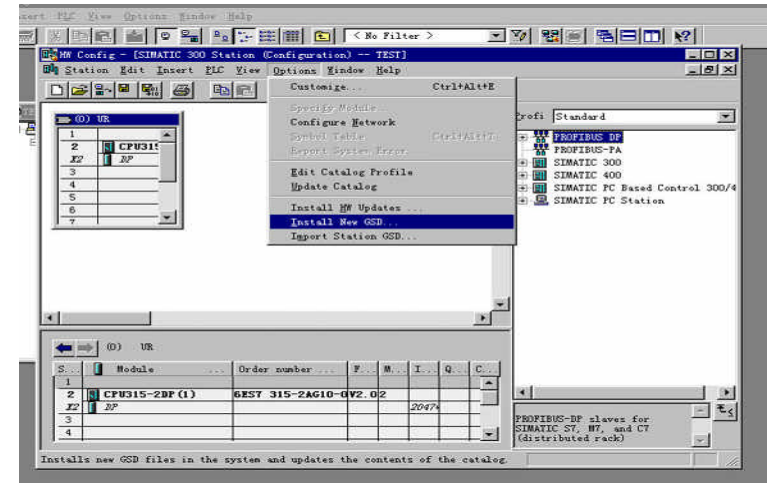 sert PLC View Options Window Help
< No Filter >
HW Config - [SIMATIC 300 Station (Configuration) -- TEST]
Station Edit Insert PLC View Options Window Help
Customize... Ctrl+Alt+E
Specify Module...
Configure Network
Symbol Table Ctrl+Alt+T
Report System Error
Edit Catalog Profile
Update Catalog
Install HW Updates ...
Install New GSD...
Import Station GSD...
(0) UR
1
2 CPU315
X2 DP
3
4
5
6
7
Profi Standard
PROFIBUS DP
PROFIBUS-PA
SIMATIC 300
SIMATIC 400
SIMATIC PC Based Control 300/4
SIMATIC PC Station
(0) UR
S... Module ... Order number ... F... M... I... Q... C...
1
2 CPU315-2DP(1) 6ES7 315-2AG10-0 V2.0 2
X2 DP 2047*
3
4
PROFIBUS-DP slaves for
SIMATIC S7, M7, and C7
(distributed rack)
Installs new GSD files in the system and updates the contents of the catalog.